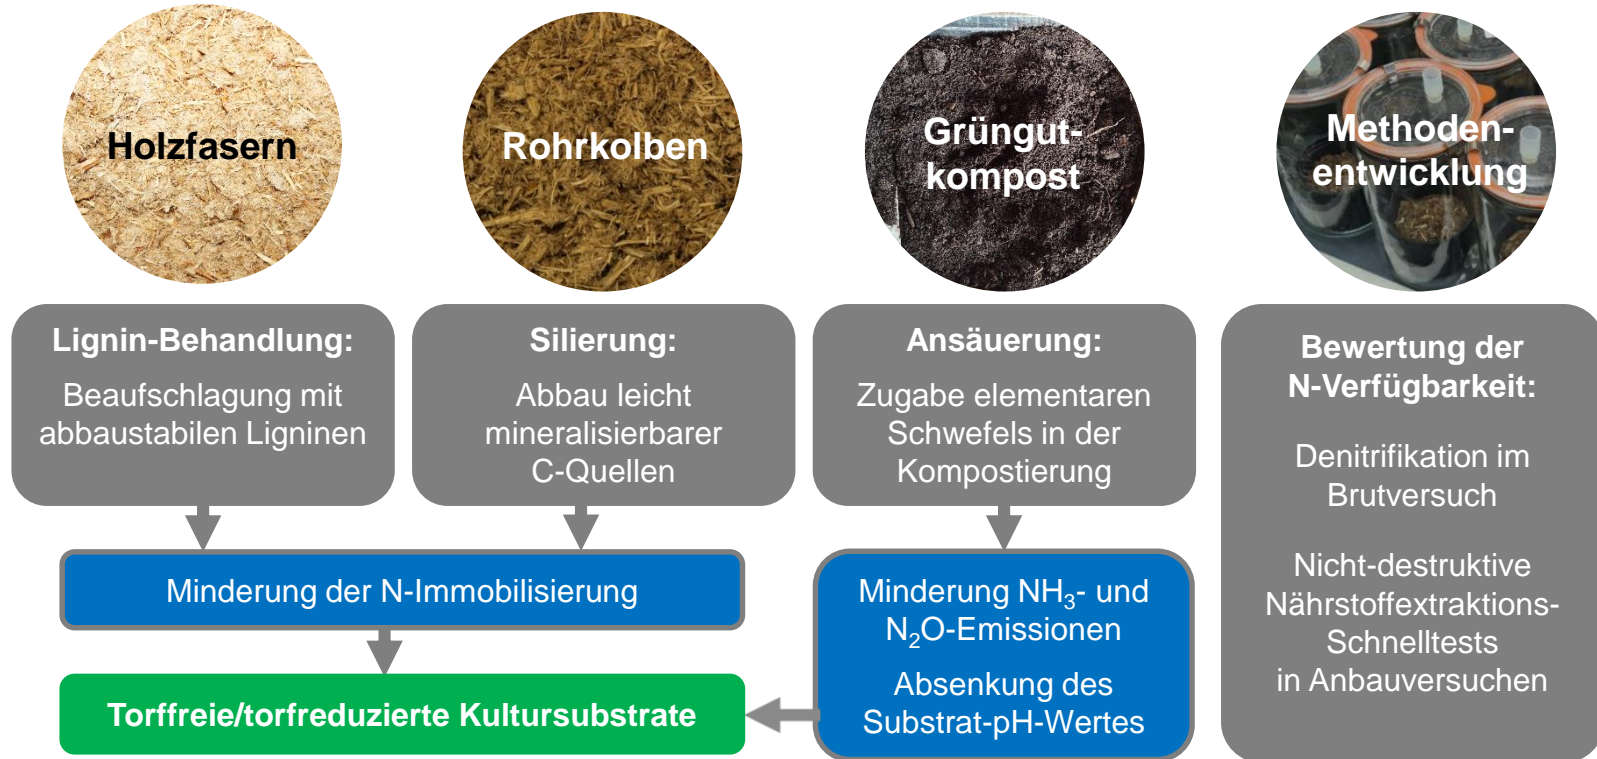 Holzfasern
Rohrkolben
Grüngut-
kompost
Methoden-
entwicklung
Lignin-Behandlung:
Beaufschlagung mit
abbaustabilen Ligninen
Silierung:
Abbau leicht
mineralisierbarer
C-Quellen
Ansäuerung:
Zugabe elementaren
Schwefels in der
Kompostierung
Bewertung der
N-Verfügbarkeit:
Denitrifikation im
Brutversuch
Nicht-destruktive
Nährstoffextraktions-
Schnelltests
in Anbauversuchen
Minderung der N-Immobilisierung
Minderung NH₃- und
N₂O-Emissionen
Absenkung des
Substrat-pH-Wertes
Torffreie/torfreduzierte Kultursubstrate